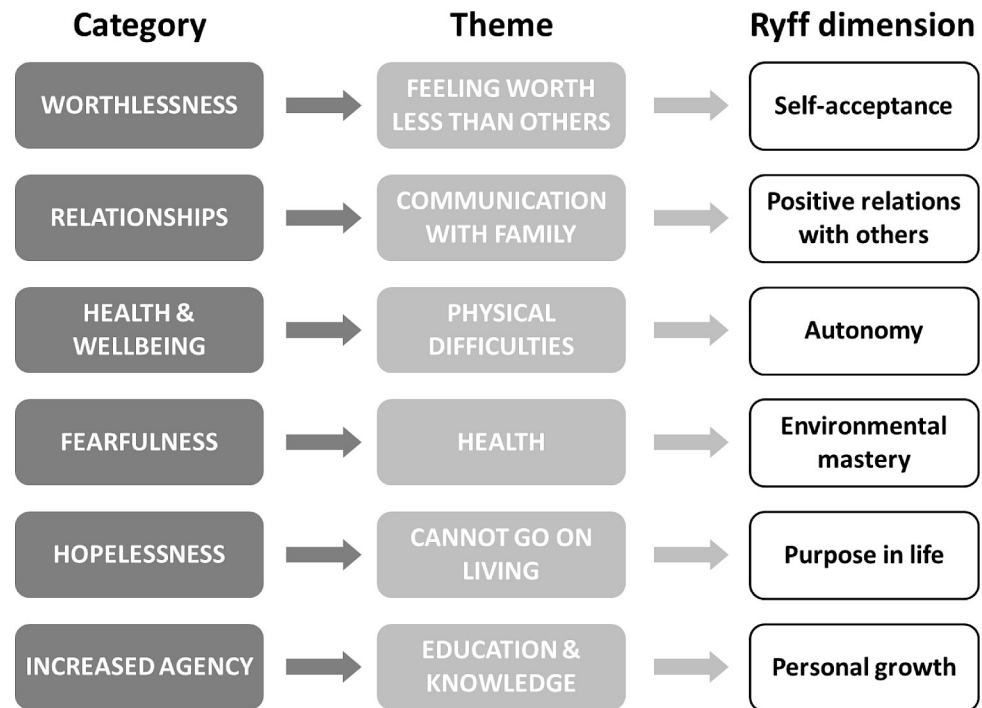 Category
Theme
Ryff dimension
WORTHLESSNESS
FEELING WORTH
LESS THAN OTHERS
Self-acceptance
RELATIONSHIPS
COMMUNICATION
WITH FAMILY
Positive relations
with others
HEALTH &
WELLBEING
PHYSICAL
DIFFICULTIES
Autonomy
FEARFULNESS
HEALTH
Environmental
mastery
HOPELESSNESS
CANNOT GO ON
LIVING
Purpose in life
INCREASED AGENCY
EDUCATION &
KNOWLEDGE
Personal growth